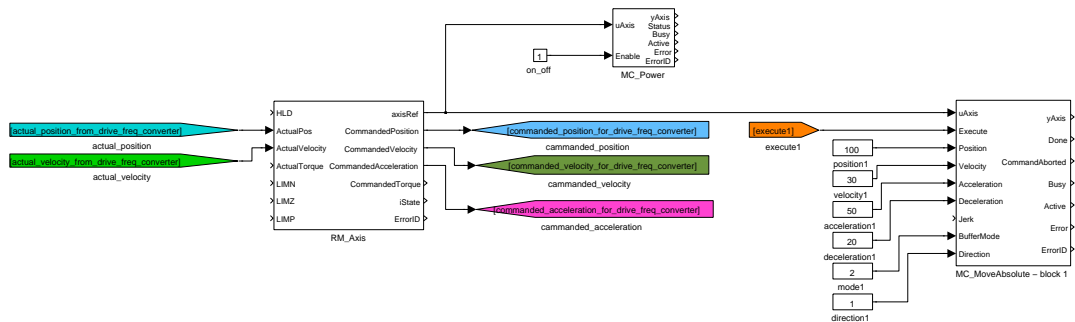 uAxis
Enable
yAxis
Status
Busy
Active
Error
ErrorID
MC_Power
1
on_off
[actual_position_from_drive_freq_converter]
actual_position
[actual_velocity_from_drive_freq_converter]
actual_velocity
HLD
ActualPos
ActualVelocity
ActualTorque
LIMN
LIMZ
LIMP
axisRef
CommandedPosition
CommandedVelocity
CommandedAcceleration
CommandedTorque
iState
ErrorID
RM_Axis
[commanded_position_for_drive_freq_converter]
cammanded_position
[commanded_velocity_for_drive_freq_converter]
cammanded_velocity
[commanded_acceleration_for_drive_freq_converter]
cammanded_acceleration
[execute1]
execute1
100
position1
30
velocity1
50
acceleration1
20
deceleration1
2
mode1
1
direction1
uAxis
Execute
Position
Velocity
Acceleration
Deceleration
Jerk
BufferMode
Direction
yAxis
Done
CommandAborted
Busy
Active
Error
ErrorID
MC_MoveAbsolute – block 1